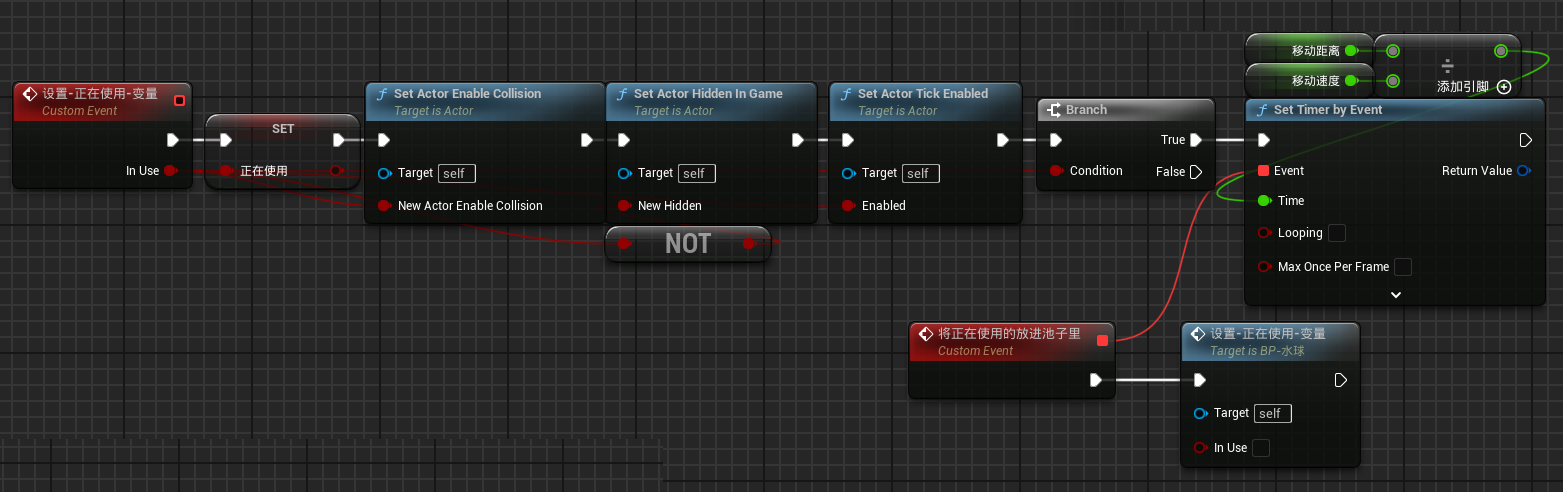 移动距离
移动速度
÷
添加引脚
设置-正在使用-变量
Custom Event
In Use
SET
正在使用
Set Actor Enable Collision
Target is Actor
Target self
New Actor Enable Collision
Set Actor Hidden In Game
Target is Actor
Target self
New Hidden
NOT
Set Actor Tick Enabled
Target is Actor
Target self
Enabled
Branch
True
Condition
False
Set Timer by Event
Event
Return Value
Time
Looping
Max Once Per Frame
将正在使用的放进池子里
Custom Event
设置-正在使用-变量
Target is BP-水球
Target self
In Use